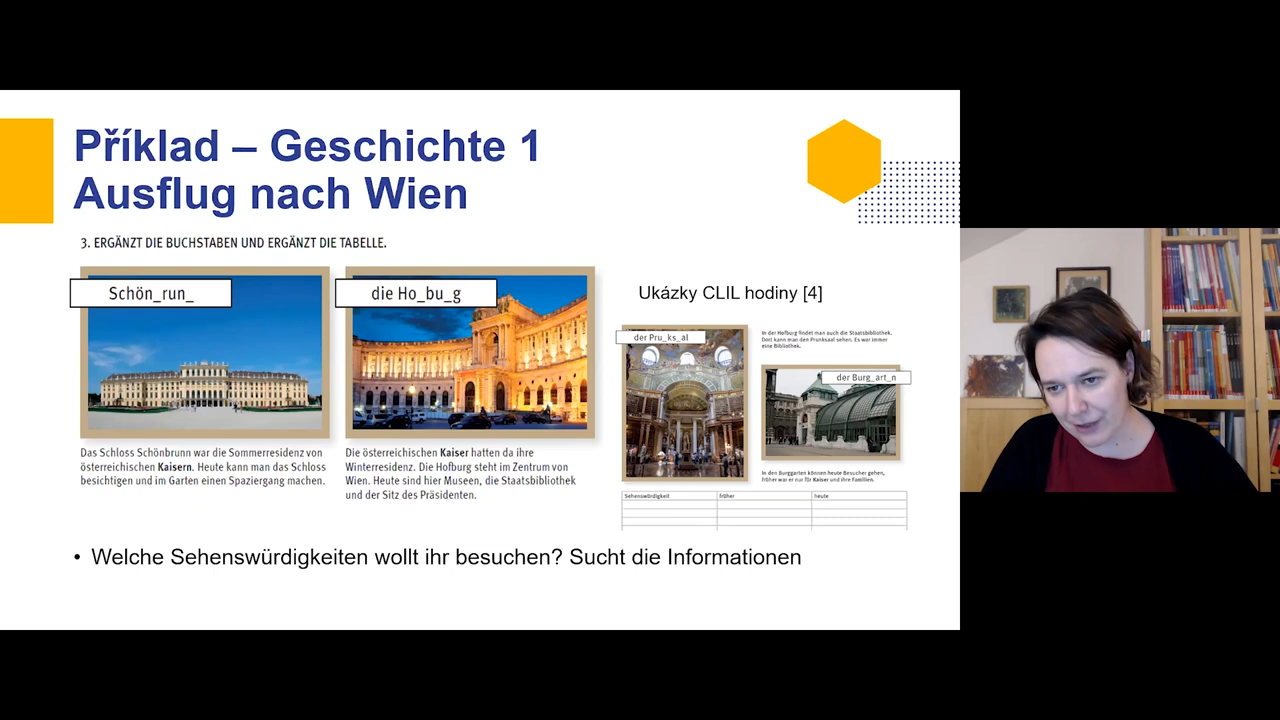 Příklad – Geschichte 1
Ausflug nach Wien
3. ERGÄNZT DIE BUCHSTABEN UND ERGÄNZT DIE TABELLE.
Schön_run_
die Ho_bu_g
Das Schloss Schönbrunn war die Sommerresidenz von
österreichischen Kaisern. Heute kann man das Schloss
besichtigen und im Garten einen Spaziergang machen.
Die österreichischen Kaiser hatten da ihre
Winterresidenz. Die Hofburg steht im Zentrum von
Wien. Heute sind hier Museen, die Staatsbibliothek
und der Sitz des Präsidenten.
Ukázky CLIL hodiny [4]
der Pru_ks_al
In der Hofburg findet man auch die Staatsbibliothek.
Dort kann man den Prunksaal sehen. Es war immer
eine Bibliothek.
der Burg_art_n
In den Burggarten können heute Besucher gehen,
früher war er nur für Kaiser und ihre Familien.
Sehenswürdigkeit früher heute
• Welche Sehenswürdigkeiten wollt ihr besuchen? Sucht die Informationen